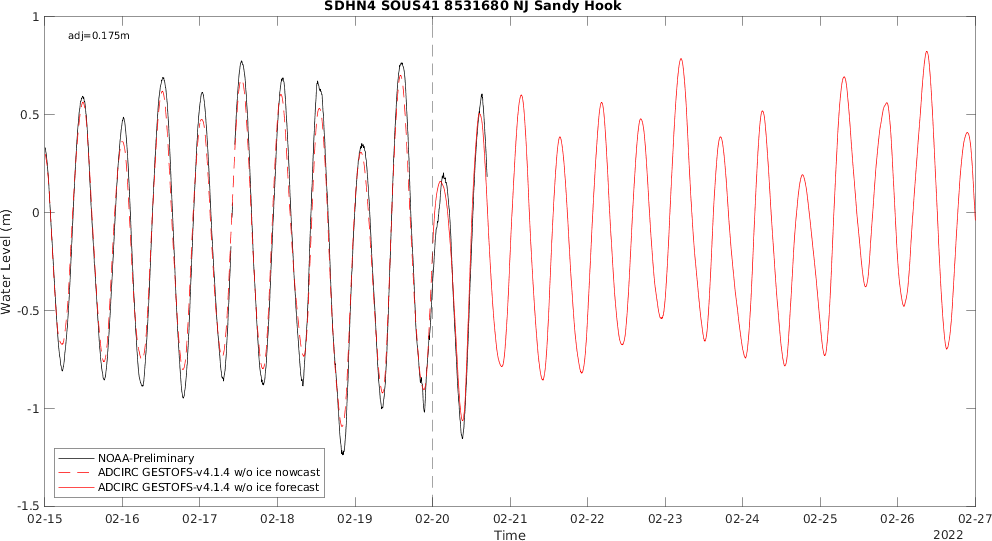 SDHN4 SOUS41 8531680 NJ Sandy Hook
adj=0.175m
Water Level (m)
1
0.5
0
-0.5
-1
-1.5
NOAA-Preliminary
ADCIRC GESTOFS-v4.1.4 w/o ice nowcast
ADCIRC GESTOFS-v4.1.4 w/o ice forecast
02-15 02-16 02-17 02-18 02-19 02-20 02-21 02-22 02-23 02-24 02-25 02-26 02-27
Time
2022